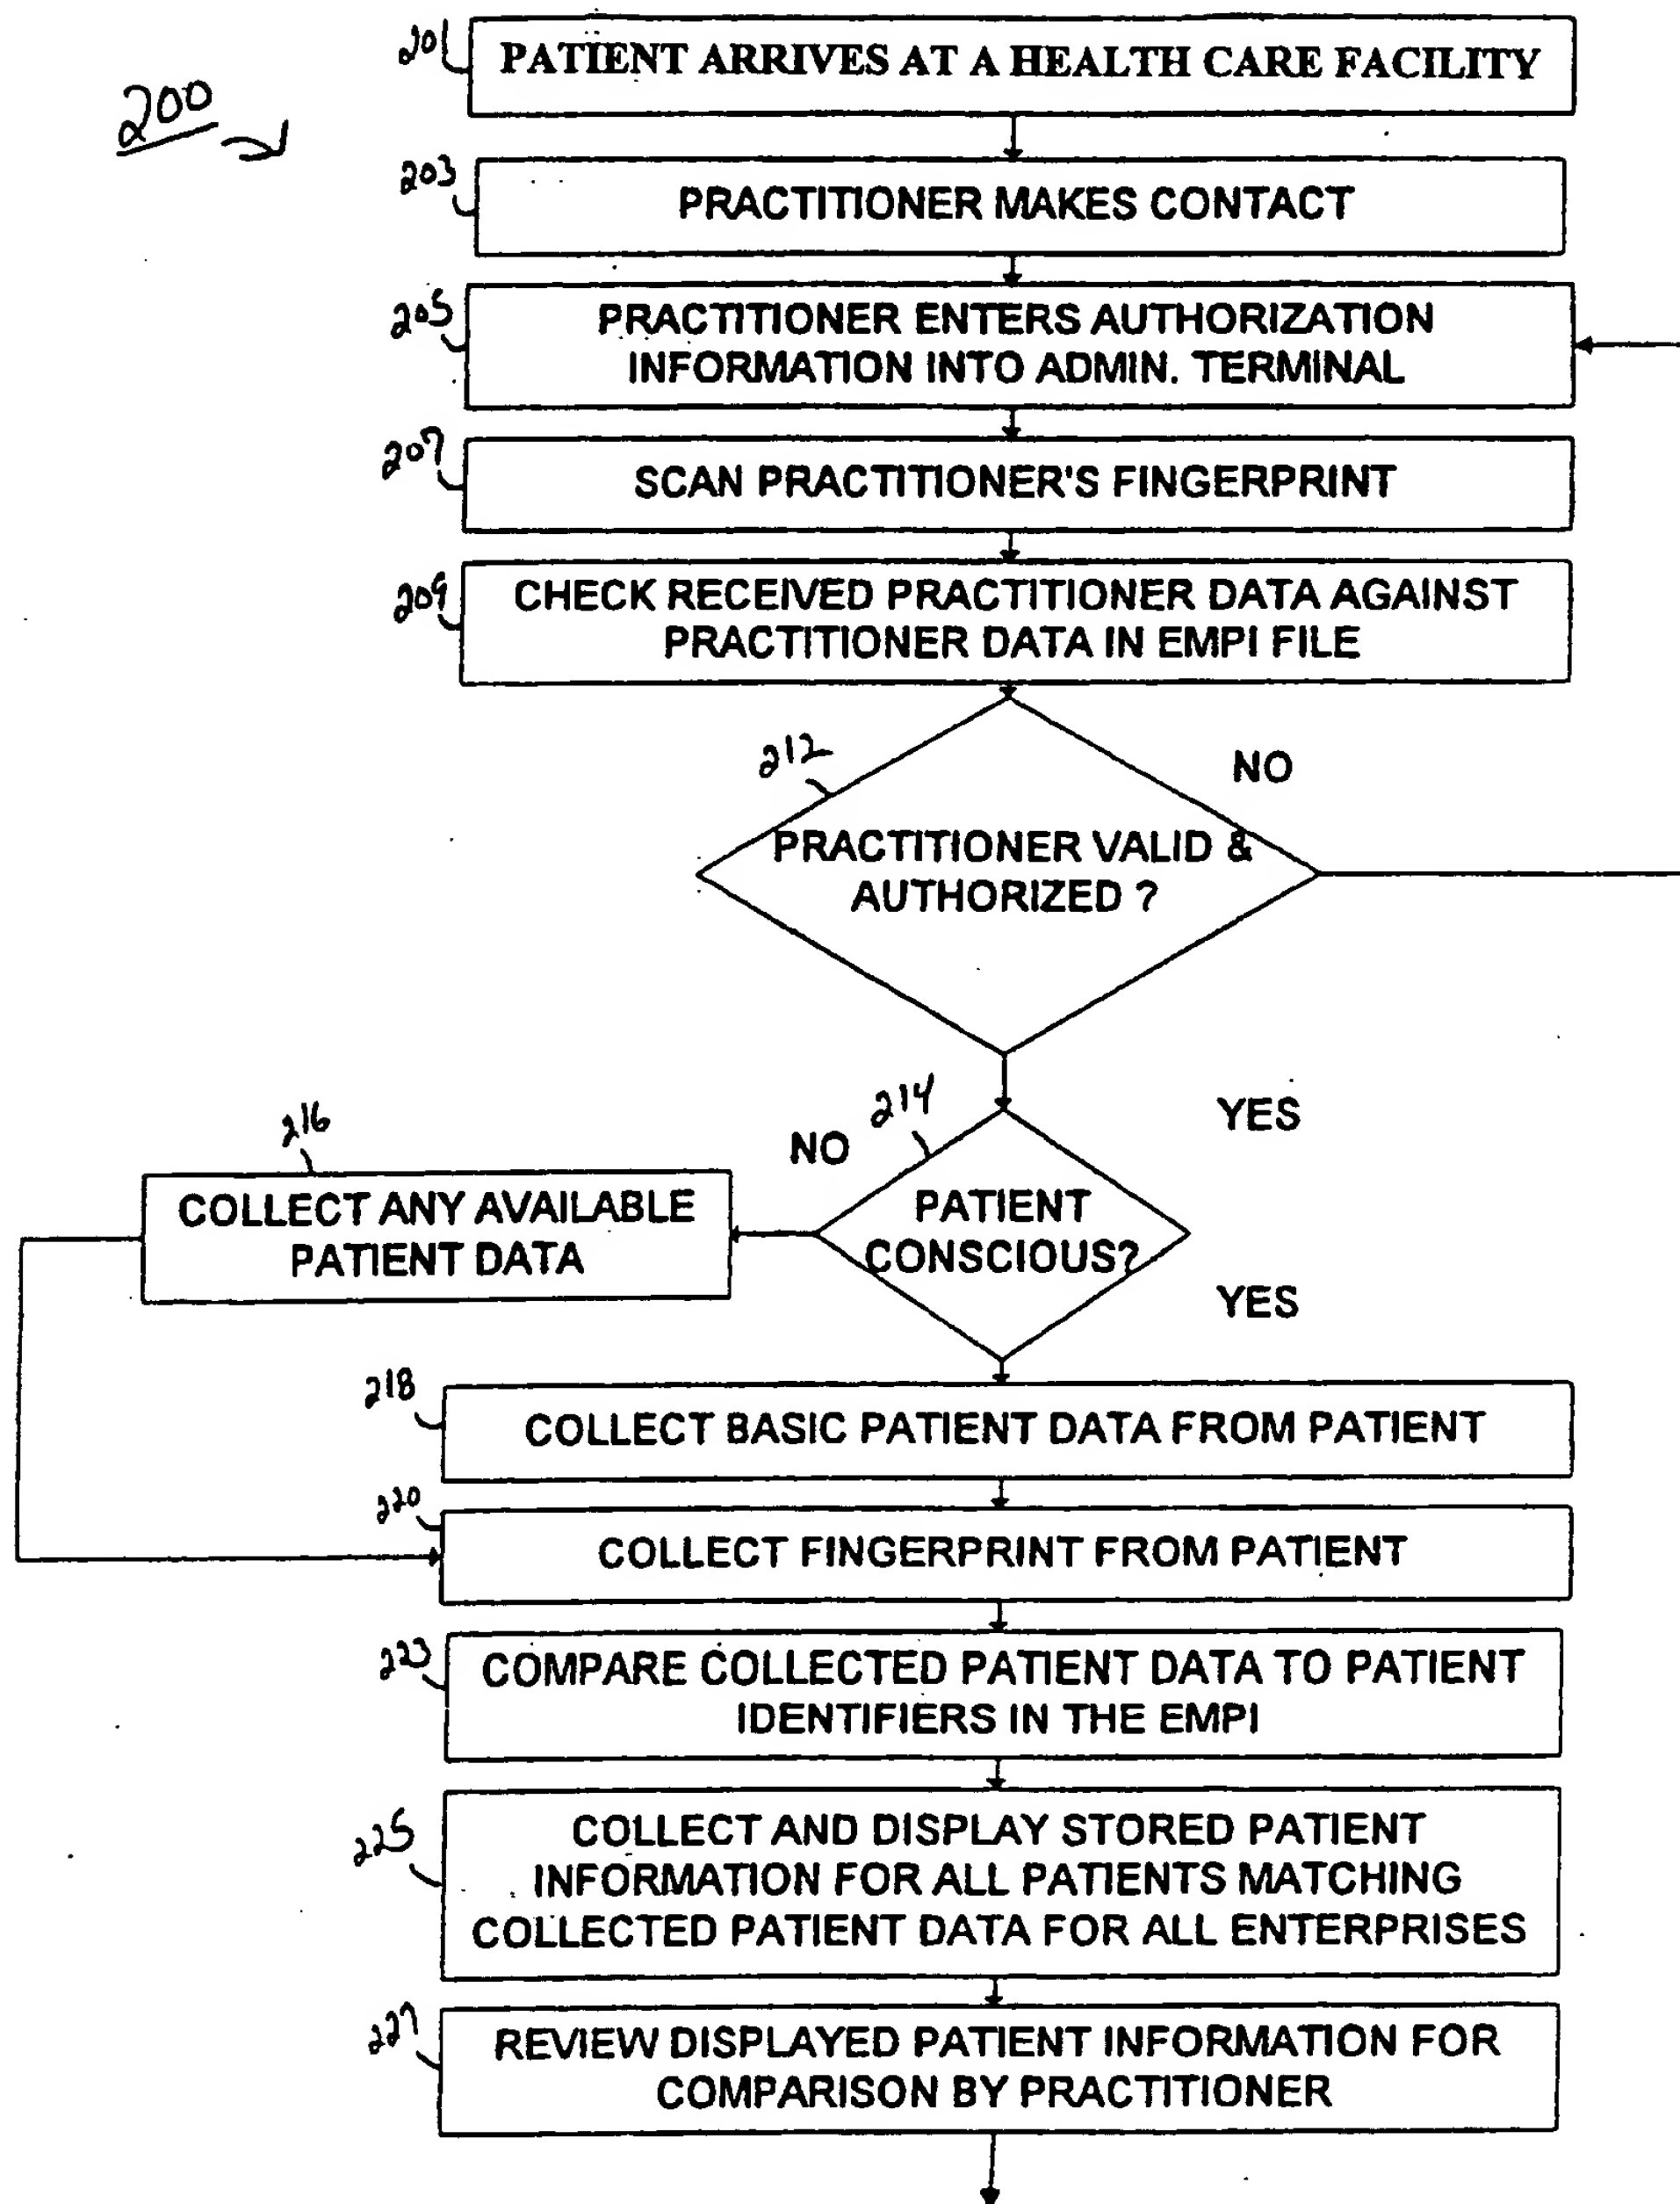 200
201
PATIENT ARRIVES AT A HEALTH CARE FACILITY
203
PRACTITIONER MAKES CONTACT
205
PRACTITIONER ENTERS AUTHORIZATION
INFORMATION INTO ADMIN. TERMINAL
207
SCAN PRACTITIONER'S FINGERPRINT
209
CHECK RECEIVED PRACTITIONER DATA AGAINST
PRACTITIONER DATA IN EMPI FILE
212
NO
PRACTITIONER VALID &
AUTHORIZED ?
YES
214
NO
PATIENT
CONSCIOUS?
YES
216
COLLECT ANY AVAILABLE
PATIENT DATA
218
COLLECT BASIC PATIENT DATA FROM PATIENT
220
COLLECT FINGERPRINT FROM PATIENT
223
COMPARE COLLECTED PATIENT DATA TO PATIENT
IDENTIFIERS IN THE EMPI
225
COLLECT AND DISPLAY STORED PATIENT
INFORMATION FOR ALL PATIENTS MATCHING
COLLECTED PATIENT DATA FOR ALL ENTERPRISES
227
REVIEW DISPLAYED PATIENT INFORMATION FOR
COMPARISON BY PRACTITIONER